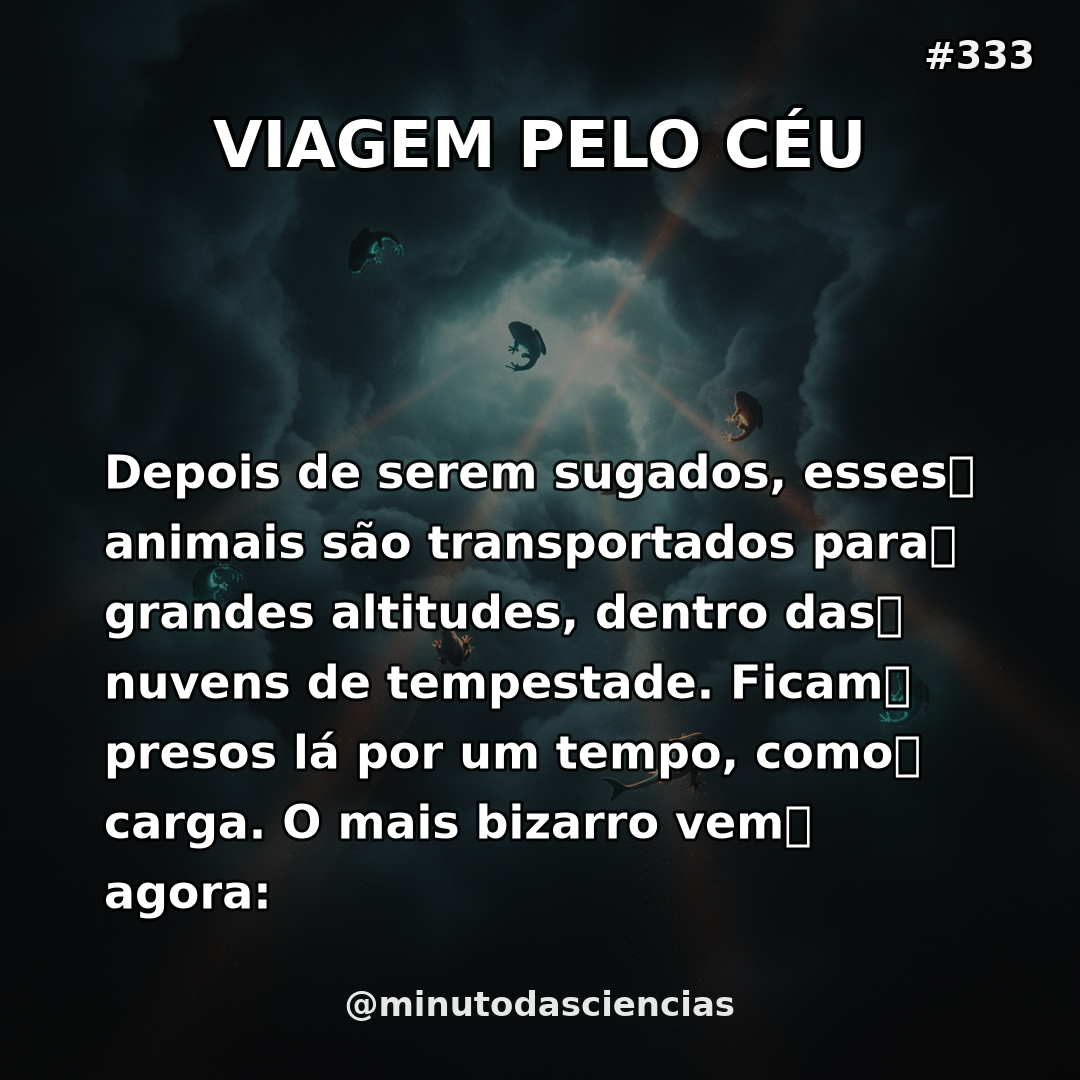 #333
VIAGEM PELO CÉU
Depois de serem sugados, esses▯
animais são transportados para▯
grandes altitudes, dentro das▯
nuvens de tempestade. Ficam▯
presos lá por um tempo, como▯
carga. O mais bizarro vem▯
agora:
@minutodasciencias